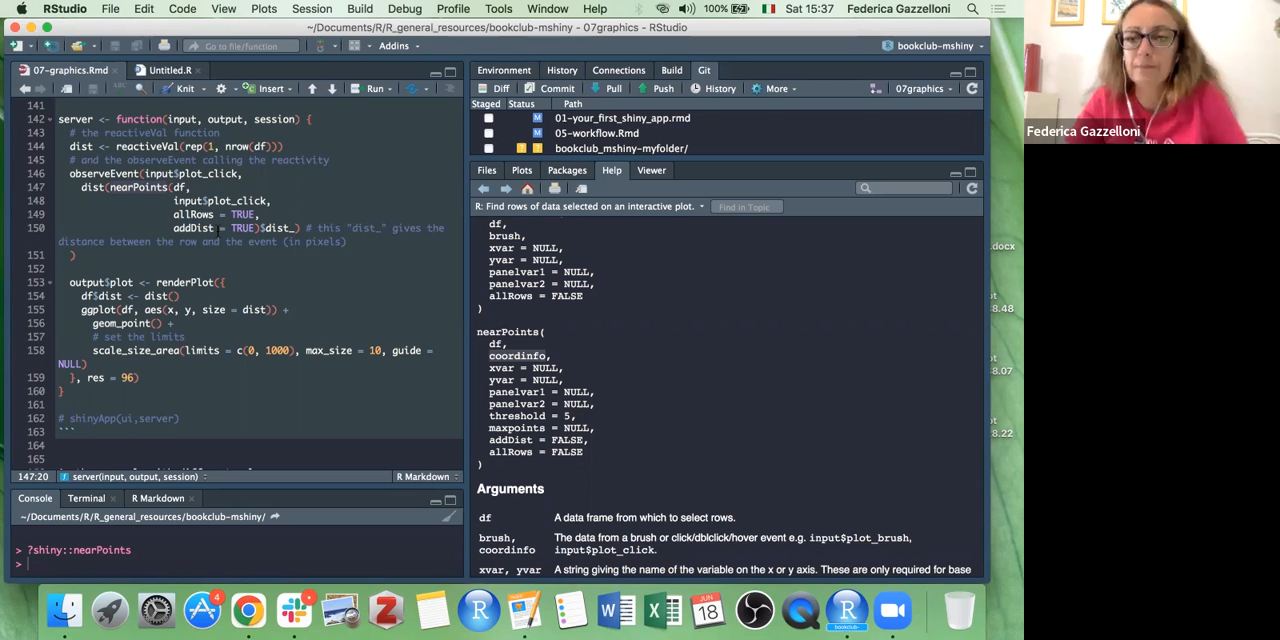 File Edit Code View Plots Session Build Debug Profile Tools Window Help 100% Sat 15:37 Federica Gazzelloni
~/Documents/R/R_general_resources/bookclub-mshiny - 07graphics - RStudio
Go to file/function Addins bookclub-mshiny
07-graphics.Rmd Untitled.R
Knit Insert Run
141
142 server <- function(input, output, session) {
143 # the reactiveVal function
144 dist <- reactiveVal(rep(1, nrow(df)))
145 # and the observeEvent calling the reactivity
146 observeEvent(input$plot_click,
147 dist(nearPoints(df,
148 input$plot_click,
149 allRows = TRUE,
150 addDist = TRUE)$dist_) # this "dist_" gives the
distance between the row and the event (in pixels)
151 )
152
153 output$plot <- renderPlot({
154 df$dist <- dist()
155 ggplot(df, aes(x, y, size = dist)) +
156 geom_point() +
157 # set the limits
158 scale_size_area(limits = c(0, 1000), max_size = 10, guide =
NULL)
159 }, res = 96)
160 }
161
162 # shinyApp(ui,server)
163 ```
164
165
147:20 server(input, output, session) R Markdown
Console Terminal R Markdown
~/Documents/R/R_general_resources/bookclub-mshiny/
> ?shiny::nearPoints
>
Environment History Connections Build Git
Diff Commit Pull Push History More 07graphics
Staged Status Path
M 01-your_first_shiny_app.rmd
M 05-workflow.Rmd
? ? bookclub_mshiny-myfolder/
Files Plots Packages Help Viewer
R: Find rows of data selected on an interactive plot. Find in Topic
df,
brush,
xvar = NULL,
yvar = NULL,
panelvar1 = NULL,
panelvar2 = NULL,
allRows = FALSE
)
nearPoints(
df,
coordinfo,
xvar = NULL,
yvar = NULL,
panelvar1 = NULL,
panelvar2 = NULL,
threshold = 5,
maxpoints = NULL,
addDist = FALSE,
allRows = FALSE
)
Arguments
df A data frame from which to select rows.
brush, The data from a brush or click/dblclick/hover event e.g. input$plot_brush,
coordinfo input$plot_click.
xvar, yvar A string giving the name of the variable on the x or y axis. These are only required for base
ot
8.48
ot
8.07
ot
8.22
Federica Gazzelloni
4
JUN
18